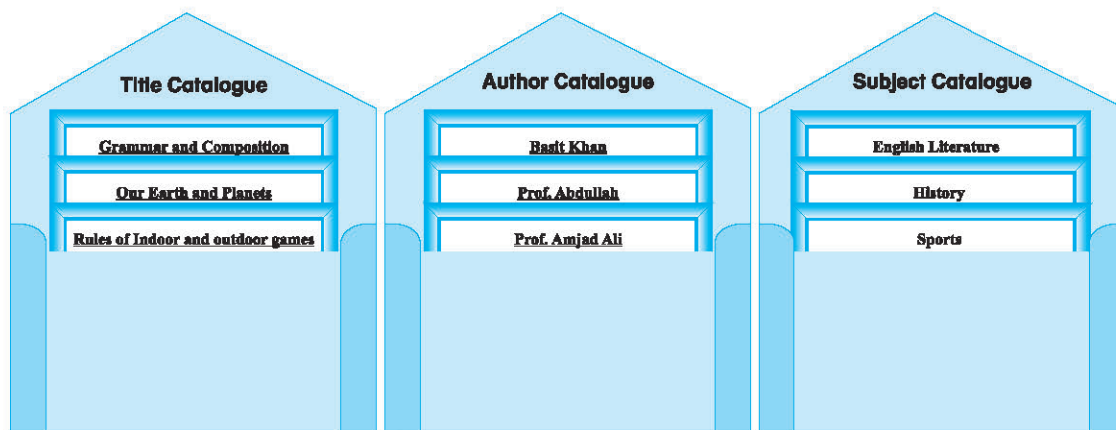 Title Catalogue
Grammar and Composition
Our Earth and Planets
Rules of Indoor and outdoor games
Author Catalogue
Basit Khan
Prof. Abdullah
Prof. Amjad Ali
Subject Catalogue
English Literature
History
Sports